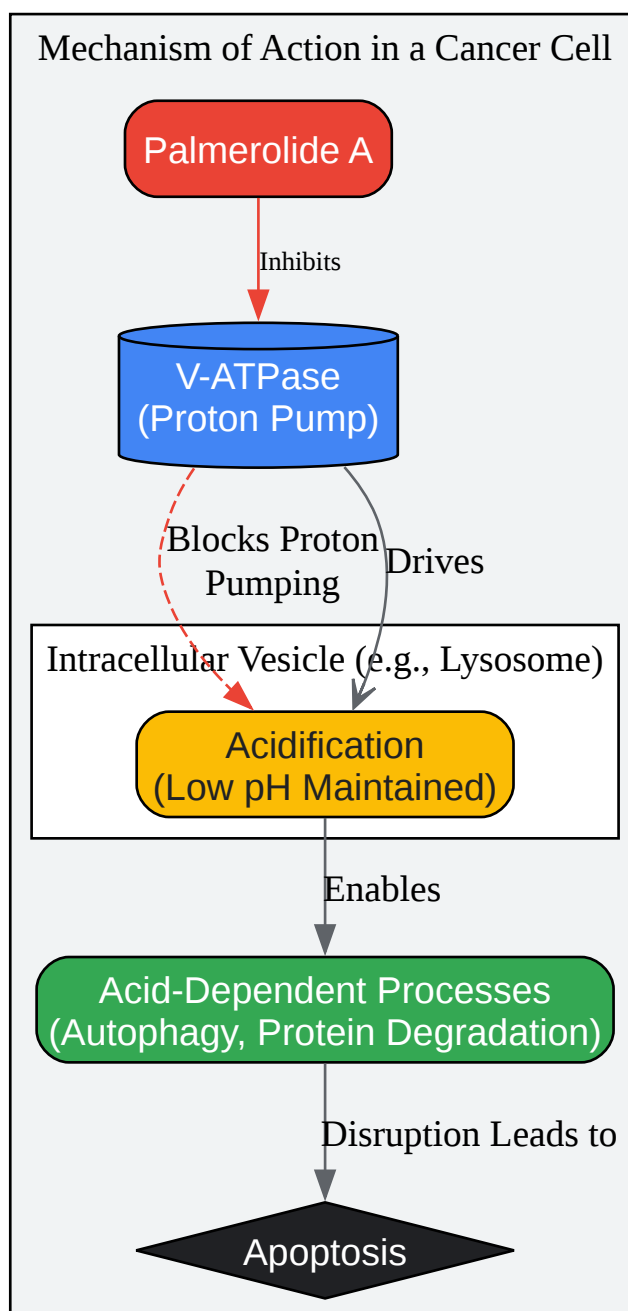 Mechanism of Action in a Cancer Cell
Palmerolide A
Inhibits
V-ATPase
(Proton Pump)
Blocks Proton
Pumping
Drives
Intracellular Vesicle (e.g., Lysosome)
Acidification
(Low pH Maintained)
Enables
Acid-Dependent Processes
(Autophagy, Protein Degradation)
Disruption Leads to
Apoptosis